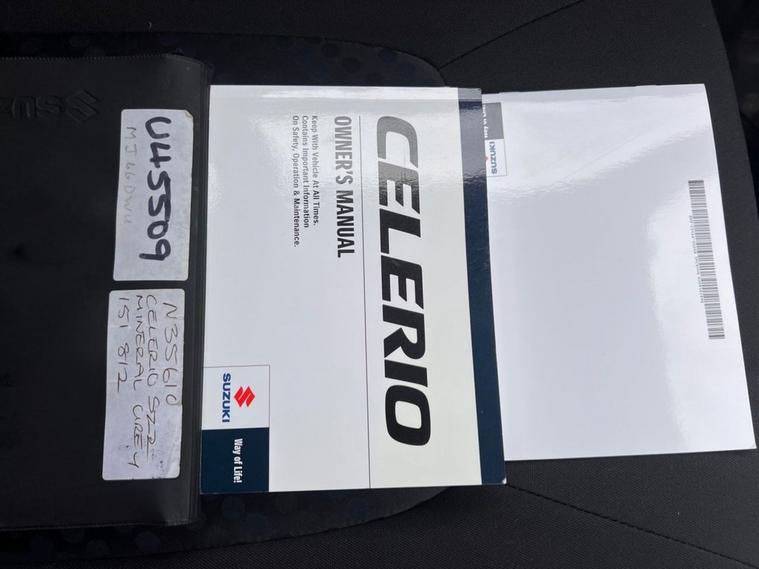 SUZUKI
U45509
N35610
CELERIO SZ2
MINERAL GREY
151 812
CELERIO
OWNER'S MANUAL
Keep With Vehicle At All Times.
Contains Important Information
On Safety, Operation & Maintenance.
SUZUKI
Way of Life!